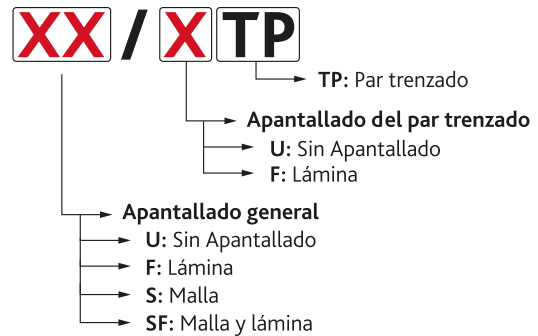 XX / XTP
TP: Par trenzado
Apantallado del par trenzado
U: Sin Apantallado
F: Lámina
Apantallado general
U: Sin Apantallado
F: Lámina
S: Malla
SF: Malla y lámina